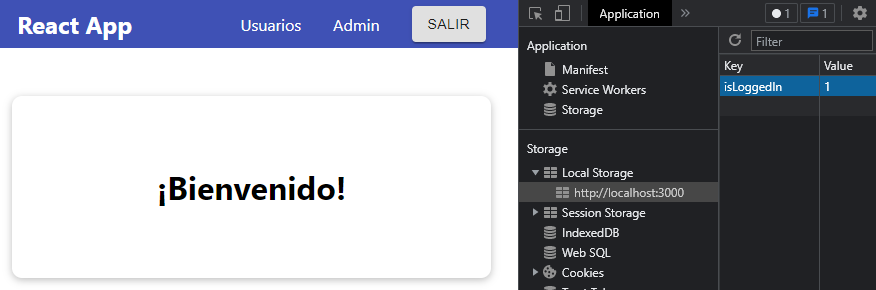 React App Usuarios Admin SALIR
¡Bienvenido!
Application »
1 1
Application
Manifest
Service Workers
Storage
Storage
Local Storage
http://localhost:3000
Session Storage
IndexedDB
Web SQL
Cookies
Filter
Key Value
isLoggedIn 1